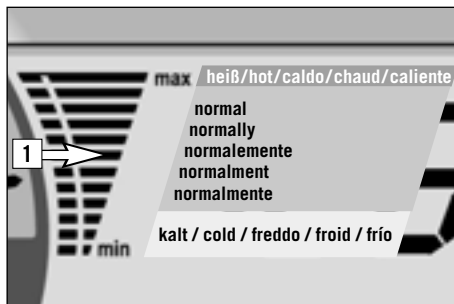 max heiß/hot/caldo/chaud/caliente
normal
normally
1 normalemente
normalment
normalmente
kalt / cold / freddo / froid / frío
min